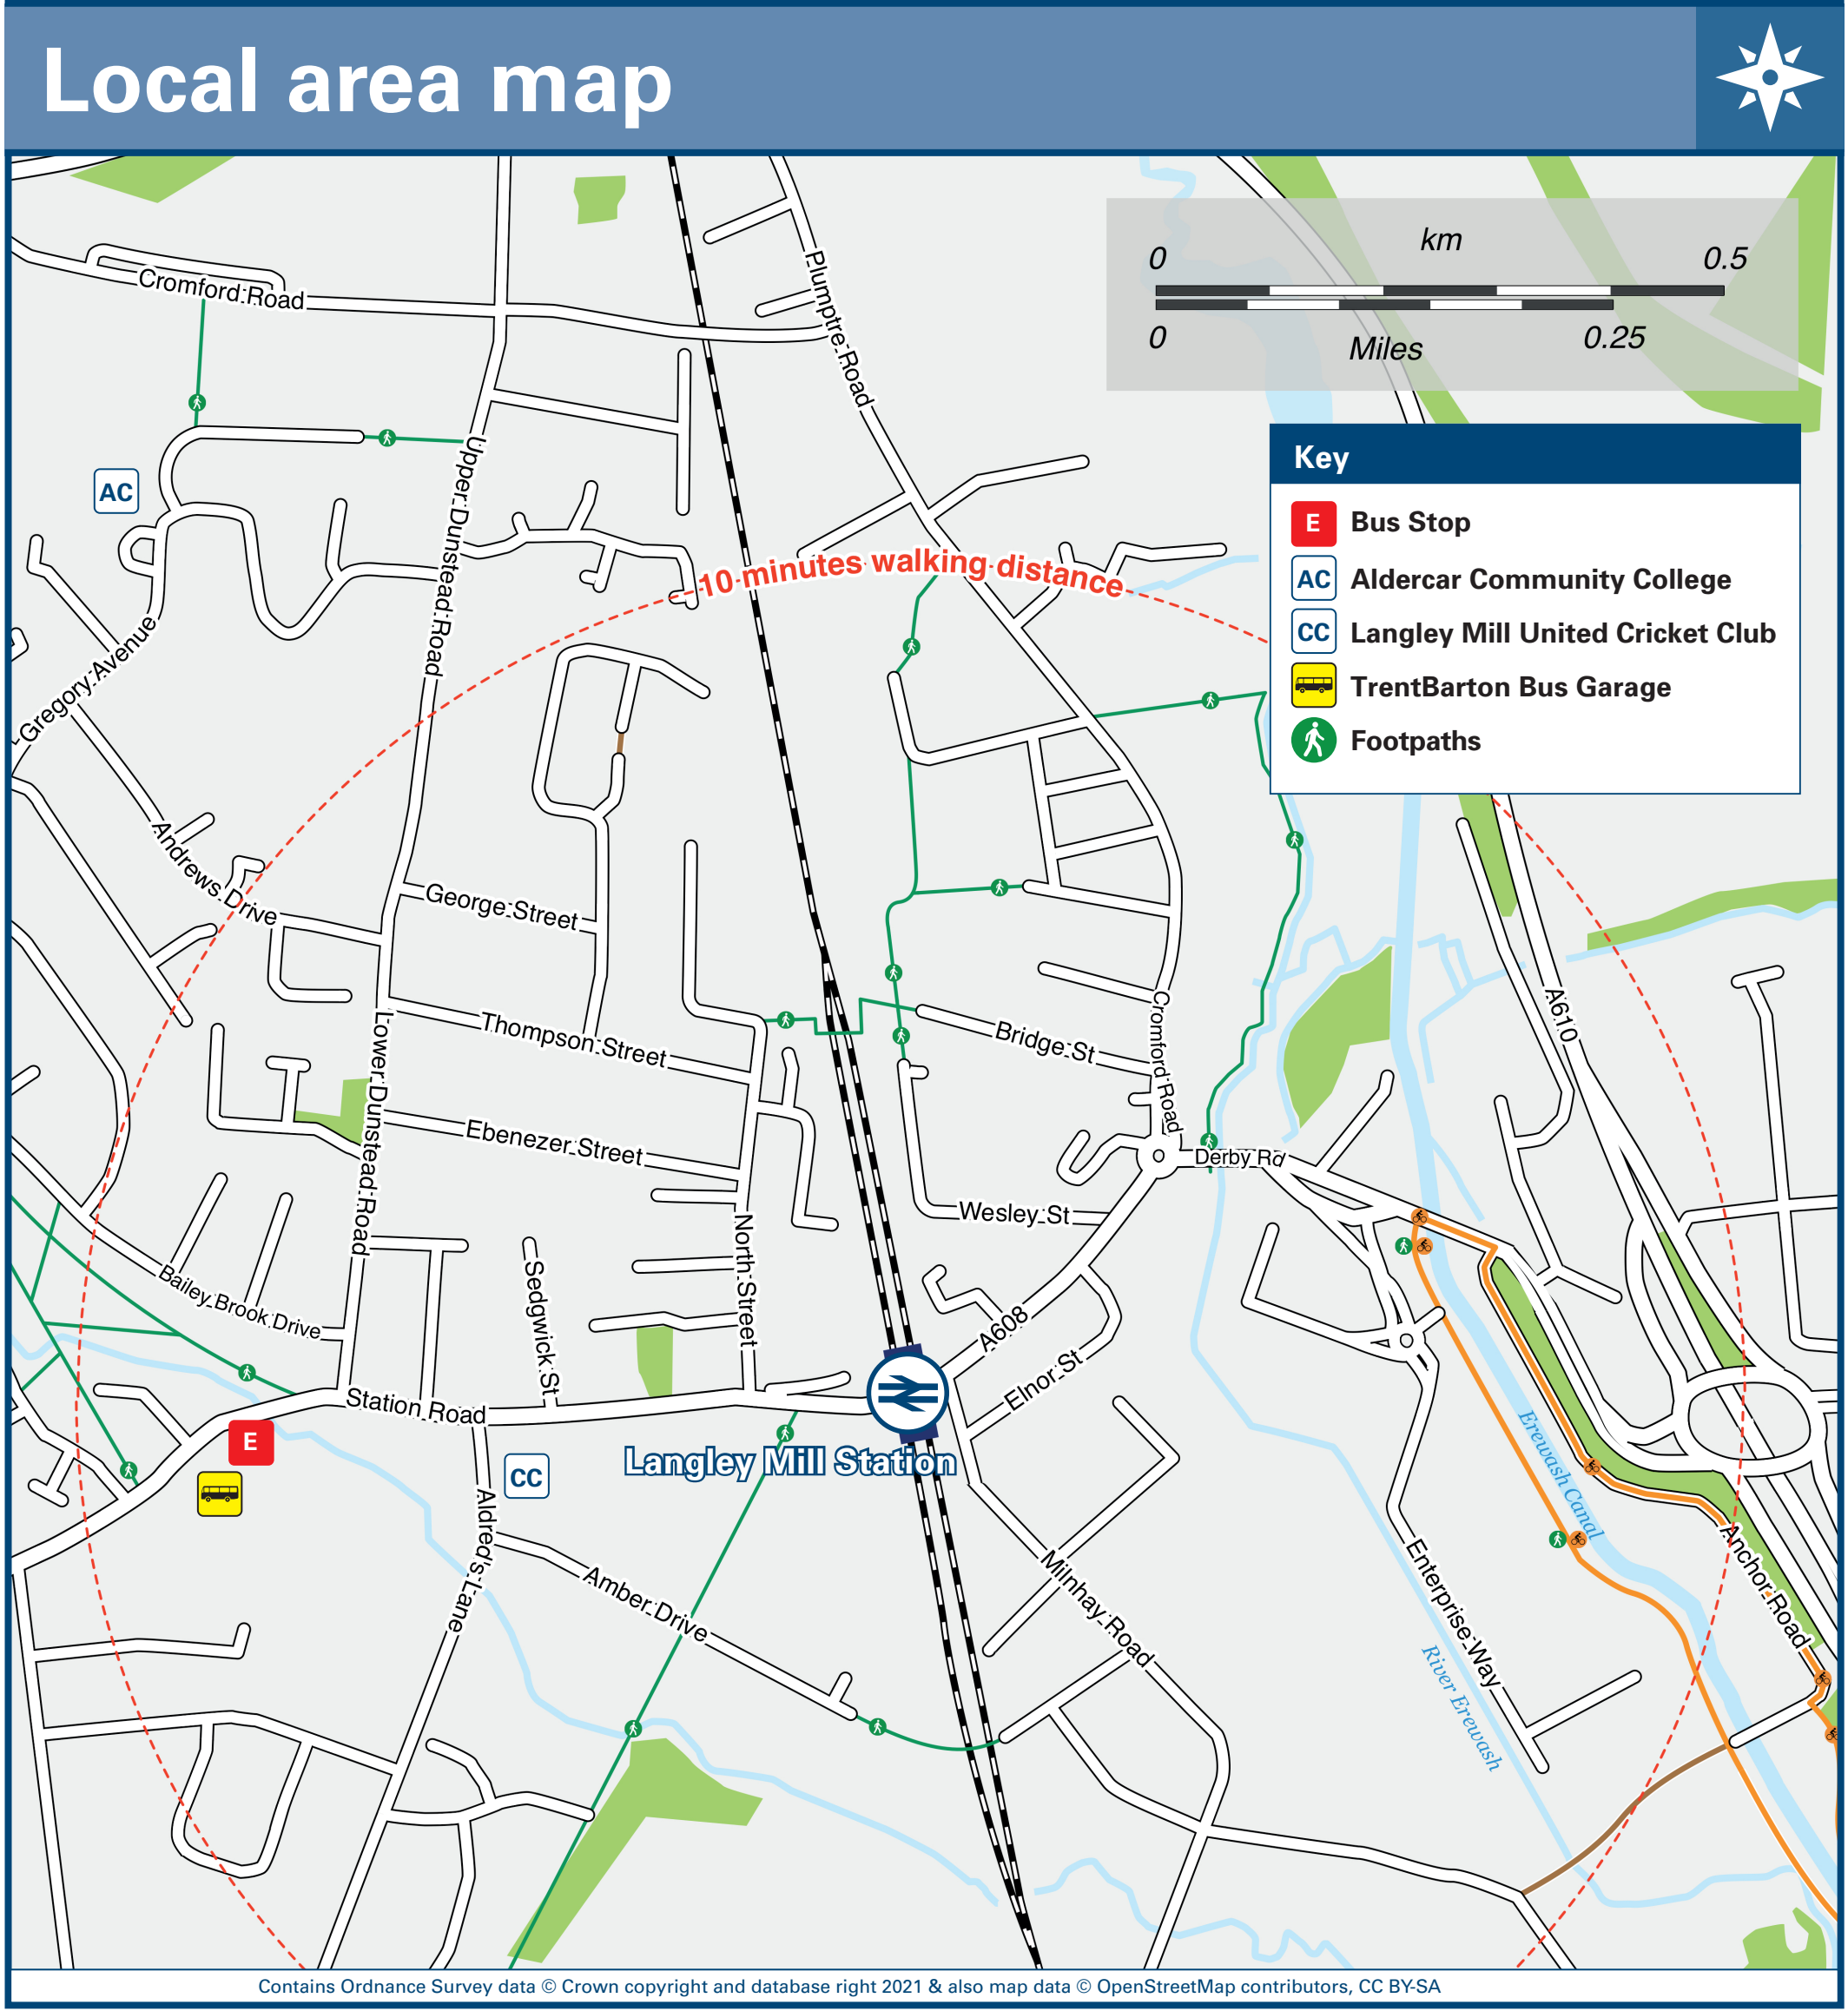 Local area map
km
0
0.5
0
Miles
0.25
Key
E
Bus Stop
AC
Aldercar Community College
CC
Langley Mill United Cricket Club
TrentBarton Bus Garage
Footpaths
Cromford Road
Plumptre Road
Upper Dunstead Road
AC
10 minutes walking distance
Gregory Avenue
Andrews Drive
George Street
Thompson Street
Lower Dunstead Road
Ebenezer Street
Bridge St
Cromford Road
A610
Derby Rd
Wesley St
North Street
Sedgwick St
Bailey Brook Drive
A608
Elnor St
Station Road
E
CC
Langley Mill Station
Aldred's Lane
Amber Drive
Milnhay Road
Enterprise Way
Erewash Canal
River Erewash
Anchor Road
Contains Ordnance Survey data © Crown copyright and database right 2021 & also map data © OpenStreetMap contributors, CC BY-SA